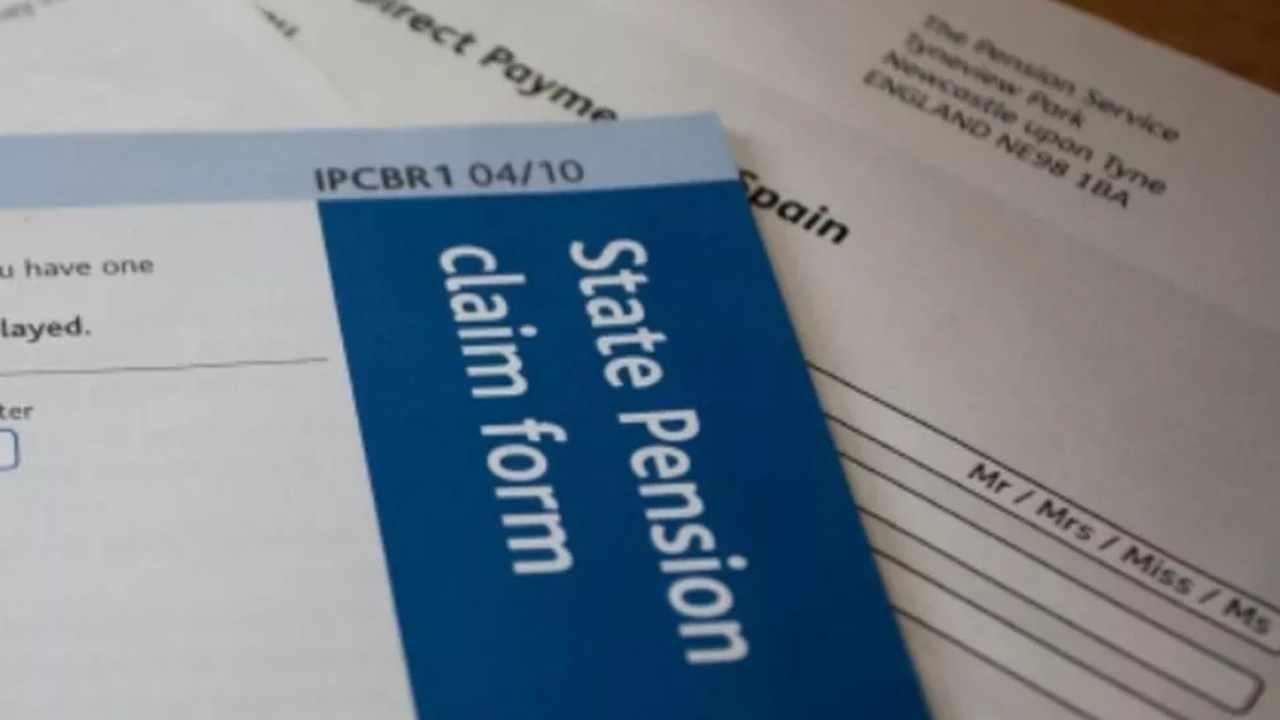 Direct Payme
The Pension Service
Tyneview Park
Newcastle upon Tyne
ENGLAND NE98 1BA
Spain
IPCBR1 04/10
State Pension
claim form
u have one
layed.
ter
Mr / Mrs / Miss / Ms